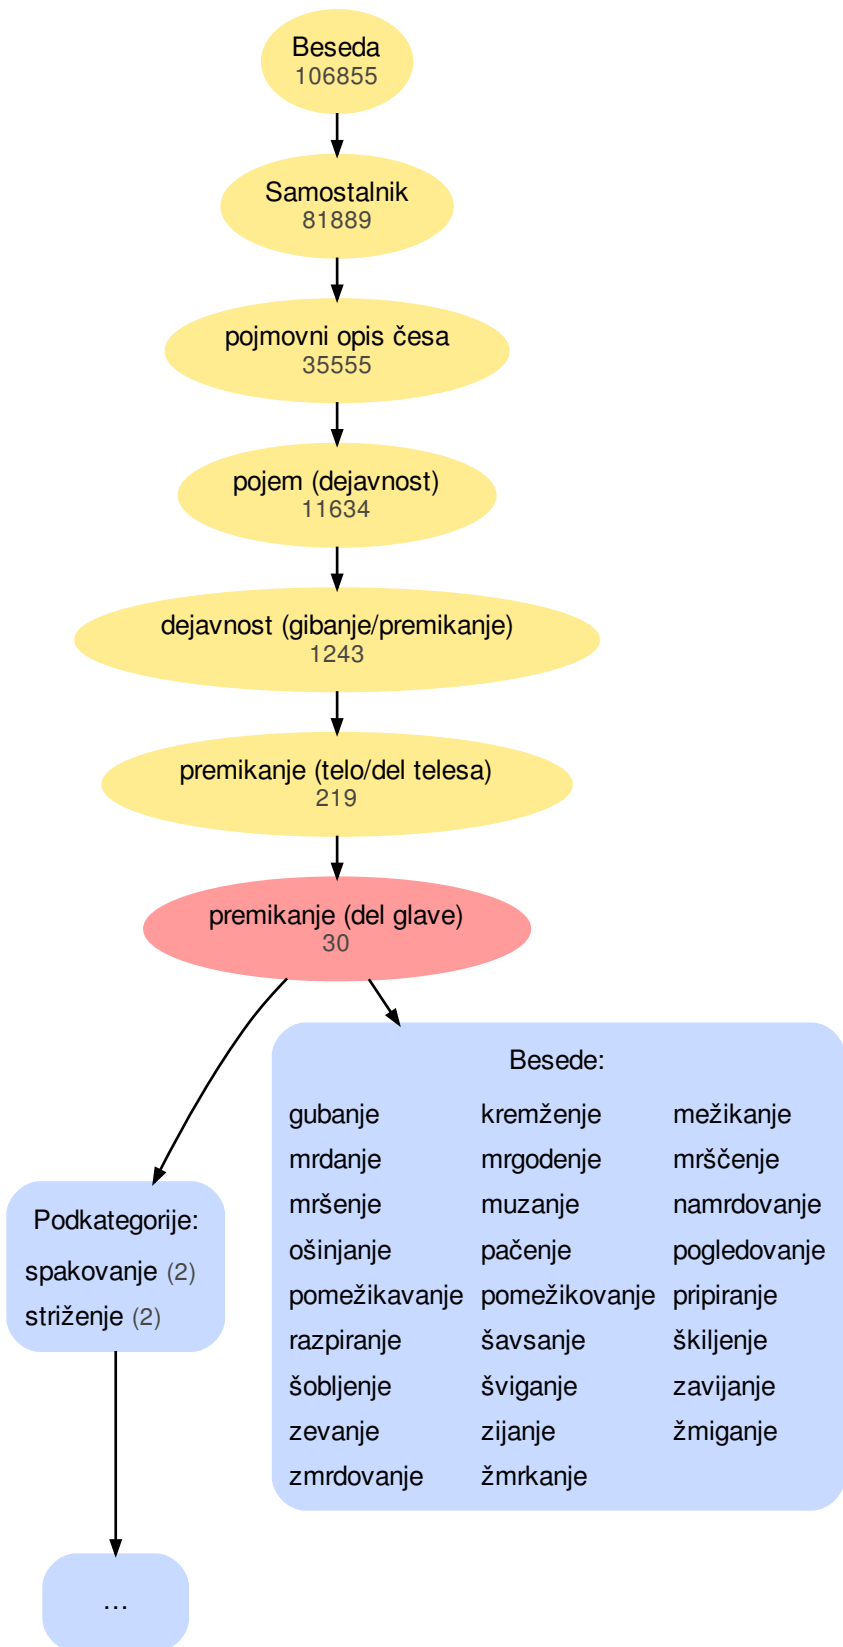 Beseda
106855
Samostalnik
81889
pojmovni opis česa
35555
pojem (dejavnost)
11634
dejavnost (gibanje/premikanje)
1243
premikanje (telo/del telesa)
219
premikanje (del glave)
30
Besede:
gubanje kremženje mežikanje
mrdanje mrgodenje mrščenje
mršenje muzanje namrdovanje
ošinjanje pačenje pogledovanje
pomežikavanje pomežikovanje pripiranje
razpiranje šavsanje škiljenje
šobljenje šviganje zavijanje
zevanje zijanje žmiganje
zmrdovanje žmrkanje
Podkategorije:
spakovanje (2)
striženje (2)
...